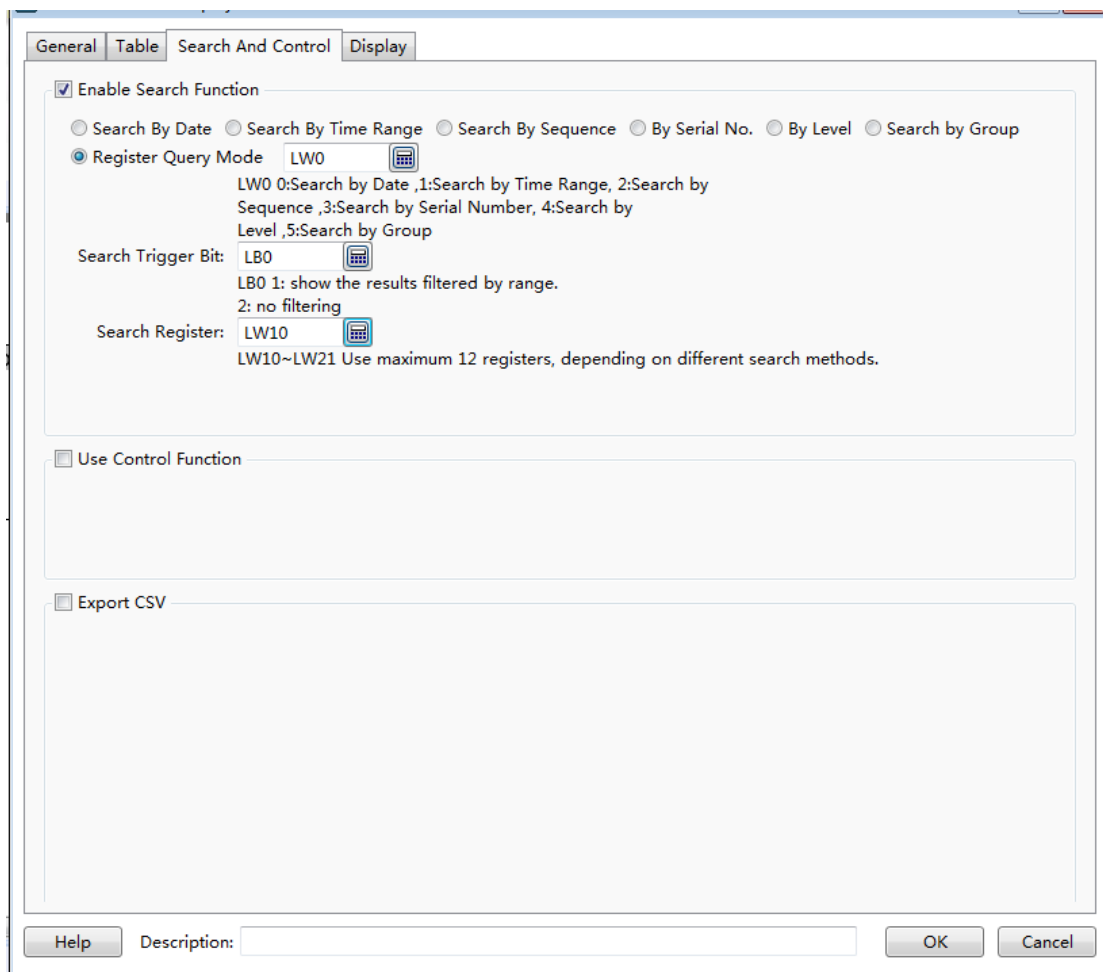 General Table Search And Control Display
Enable Search Function
Search By Date Search By Time Range Search By Sequence By Serial No. By Level Search by Group
Register Query Mode LW0
LW0 0:Search by Date ,1:Search by Time Range, 2:Search by
Sequence ,3:Search by Serial Number, 4:Search by
Level ,5:Search by Group
Search Trigger Bit: LB0
LB0 1: show the results filtered by range.
2: no filtering
Search Register: LW10
LW10~LW21 Use maximum 12 registers, depending on different search methods.
Use Control Function
Export CSV
Help Description: OK Cancel